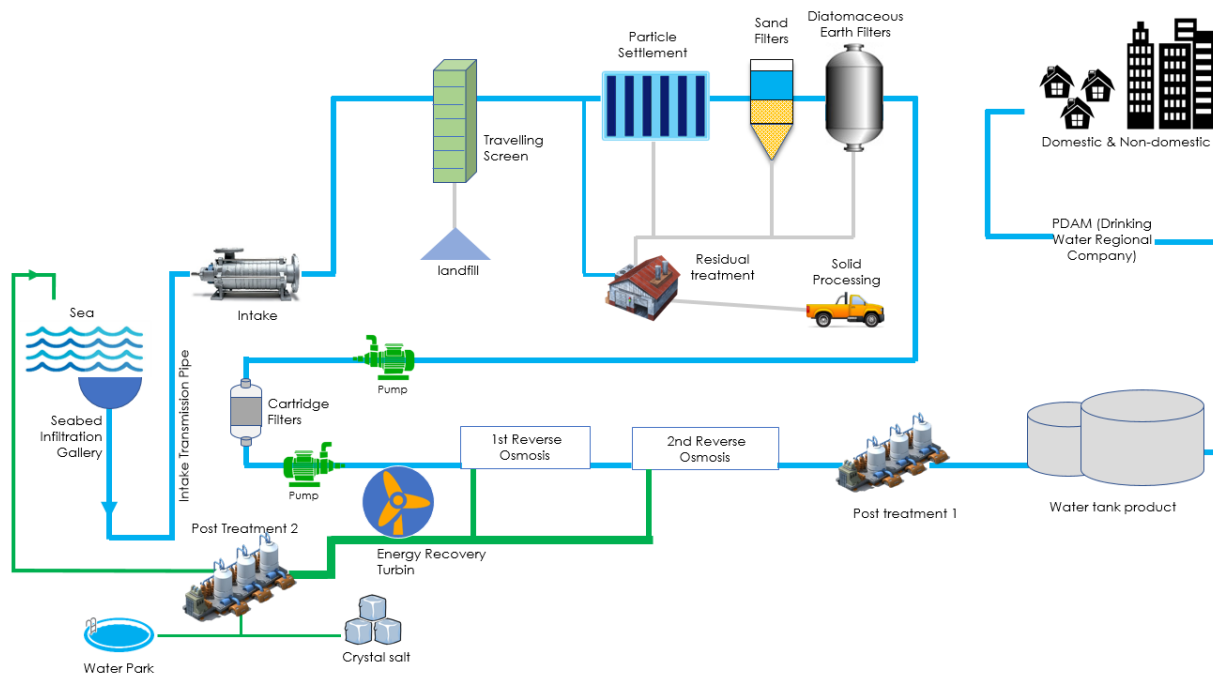 Diatomaceous
Earth Filters
Sand
Filters
Particle
Settlement
Travelling
Screen
Domestic & Non-domestic
PDAM (Drinking
Water Regional
Company)
landfill
Residual
treatment
Solid
Processing
Intake
Sea
Intake Transmission Pipe
Seabed
Infiltration
Gallery
Pump
Cartridge
Filters
1st Reverse
Osmosis
2nd Reverse
Osmosis
Pump
Post treatment 1
Water tank product
Post Treatment 2
Energy Recovery
Turbin
Water Park
Crystal salt